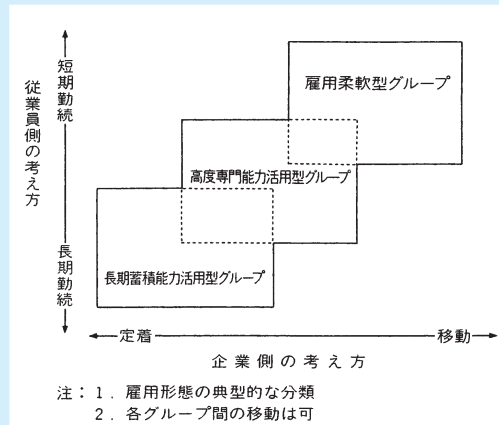 従業員側の考え方
短期勤続
長期勤続
雇用柔軟型グループ
高度専門能力活用型グループ
長期蓄積能力活用型グループ
定着
移動
企業側の考え方
注：１．雇用形態の典型的な分類
２．各グループ間の移動は可